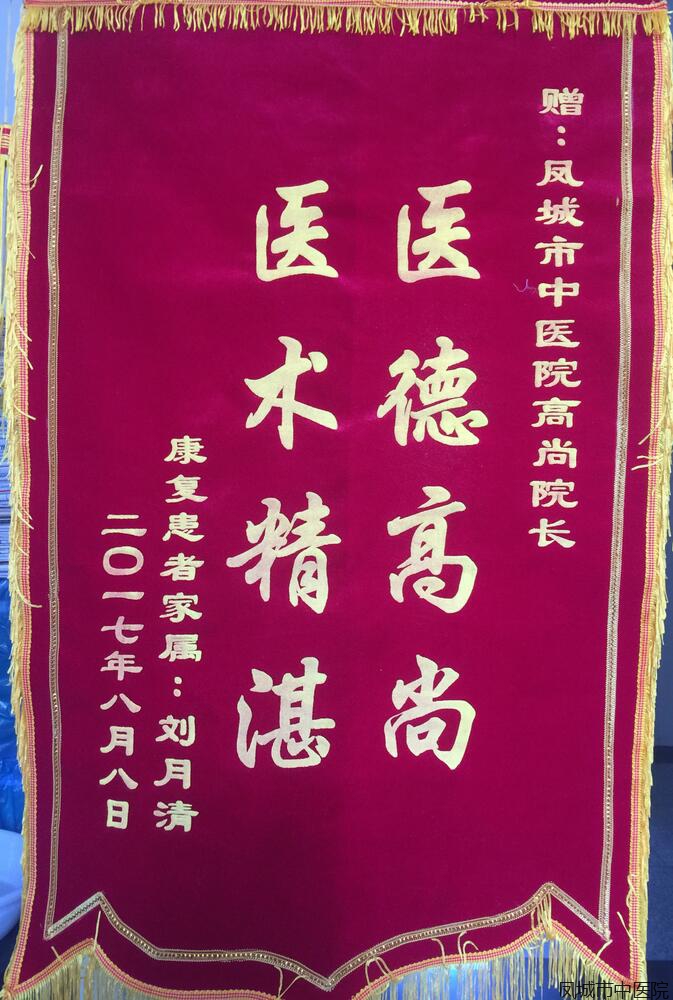 赠：凤城市中医院高尚院长
医德高尚
医术精湛
康复患者家属：刘月清
二〇一七年八月八日
凤城市中医院